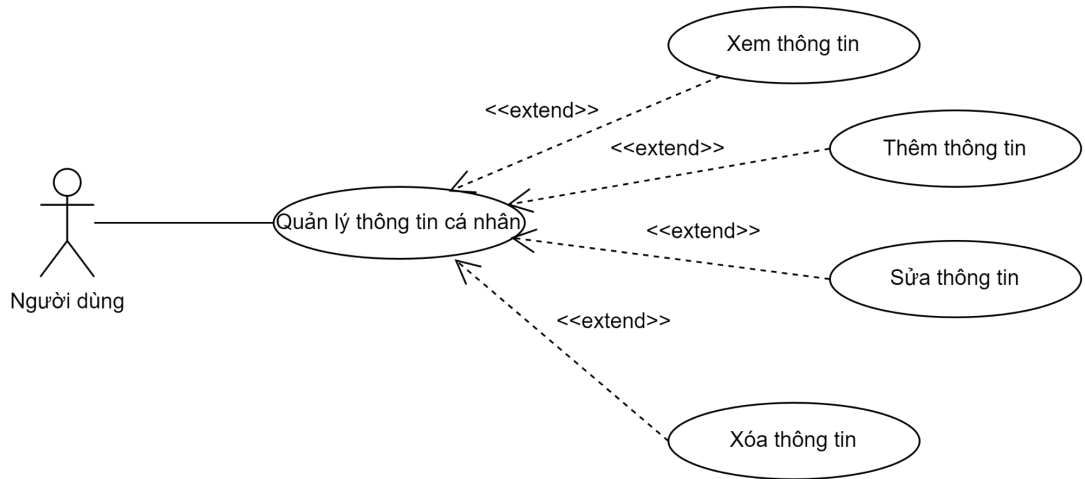 Xem thông tin
<<extend>>
Thêm thông tin
<<extend>>
Quản lý thông tin cá nhân
<<extend>>
Sửa thông tin
Người dùng
<<extend>>
Xóa thông tin